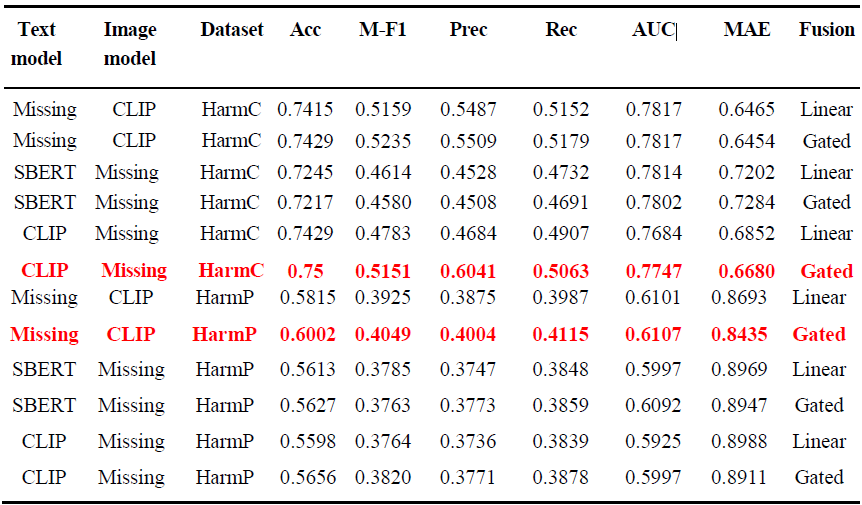 Text model Image model Dataset Acc M-F1 Prec Rec AUC MAE Fusion
Missing CLIP HarmC 0.7415 0.5159 0.5487 0.5152 0.7817 0.6465 Linear
Missing CLIP HarmC 0.7429 0.5235 0.5509 0.5179 0.7817 0.6454 Gated
SBERT Missing HarmC 0.7245 0.4614 0.4528 0.4732 0.7814 0.7202 Linear
SBERT Missing HarmC 0.7217 0.4580 0.4508 0.4691 0.7802 0.7284 Gated
CLIP Missing HarmC 0.7429 0.4783 0.4684 0.4907 0.7684 0.6852 Linear
CLIP Missing HarmC 0.75 0.5151 0.6041 0.5063 0.7747 0.6680 Gated
Missing CLIP HarmP 0.5815 0.3925 0.3875 0.3987 0.6101 0.8693 Linear
Missing CLIP HarmP 0.6002 0.4049 0.4004 0.4115 0.6107 0.8435 Gated
SBERT Missing HarmP 0.5613 0.3785 0.3747 0.3848 0.5997 0.8969 Linear
SBERT Missing HarmP 0.5627 0.3763 0.3773 0.3859 0.6092 0.8947 Gated
CLIP Missing HarmP 0.5598 0.3764 0.3736 0.3839 0.5925 0.8988 Linear
CLIP Missing HarmP 0.5656 0.3820 0.3771 0.3878 0.5997 0.8911 Gated